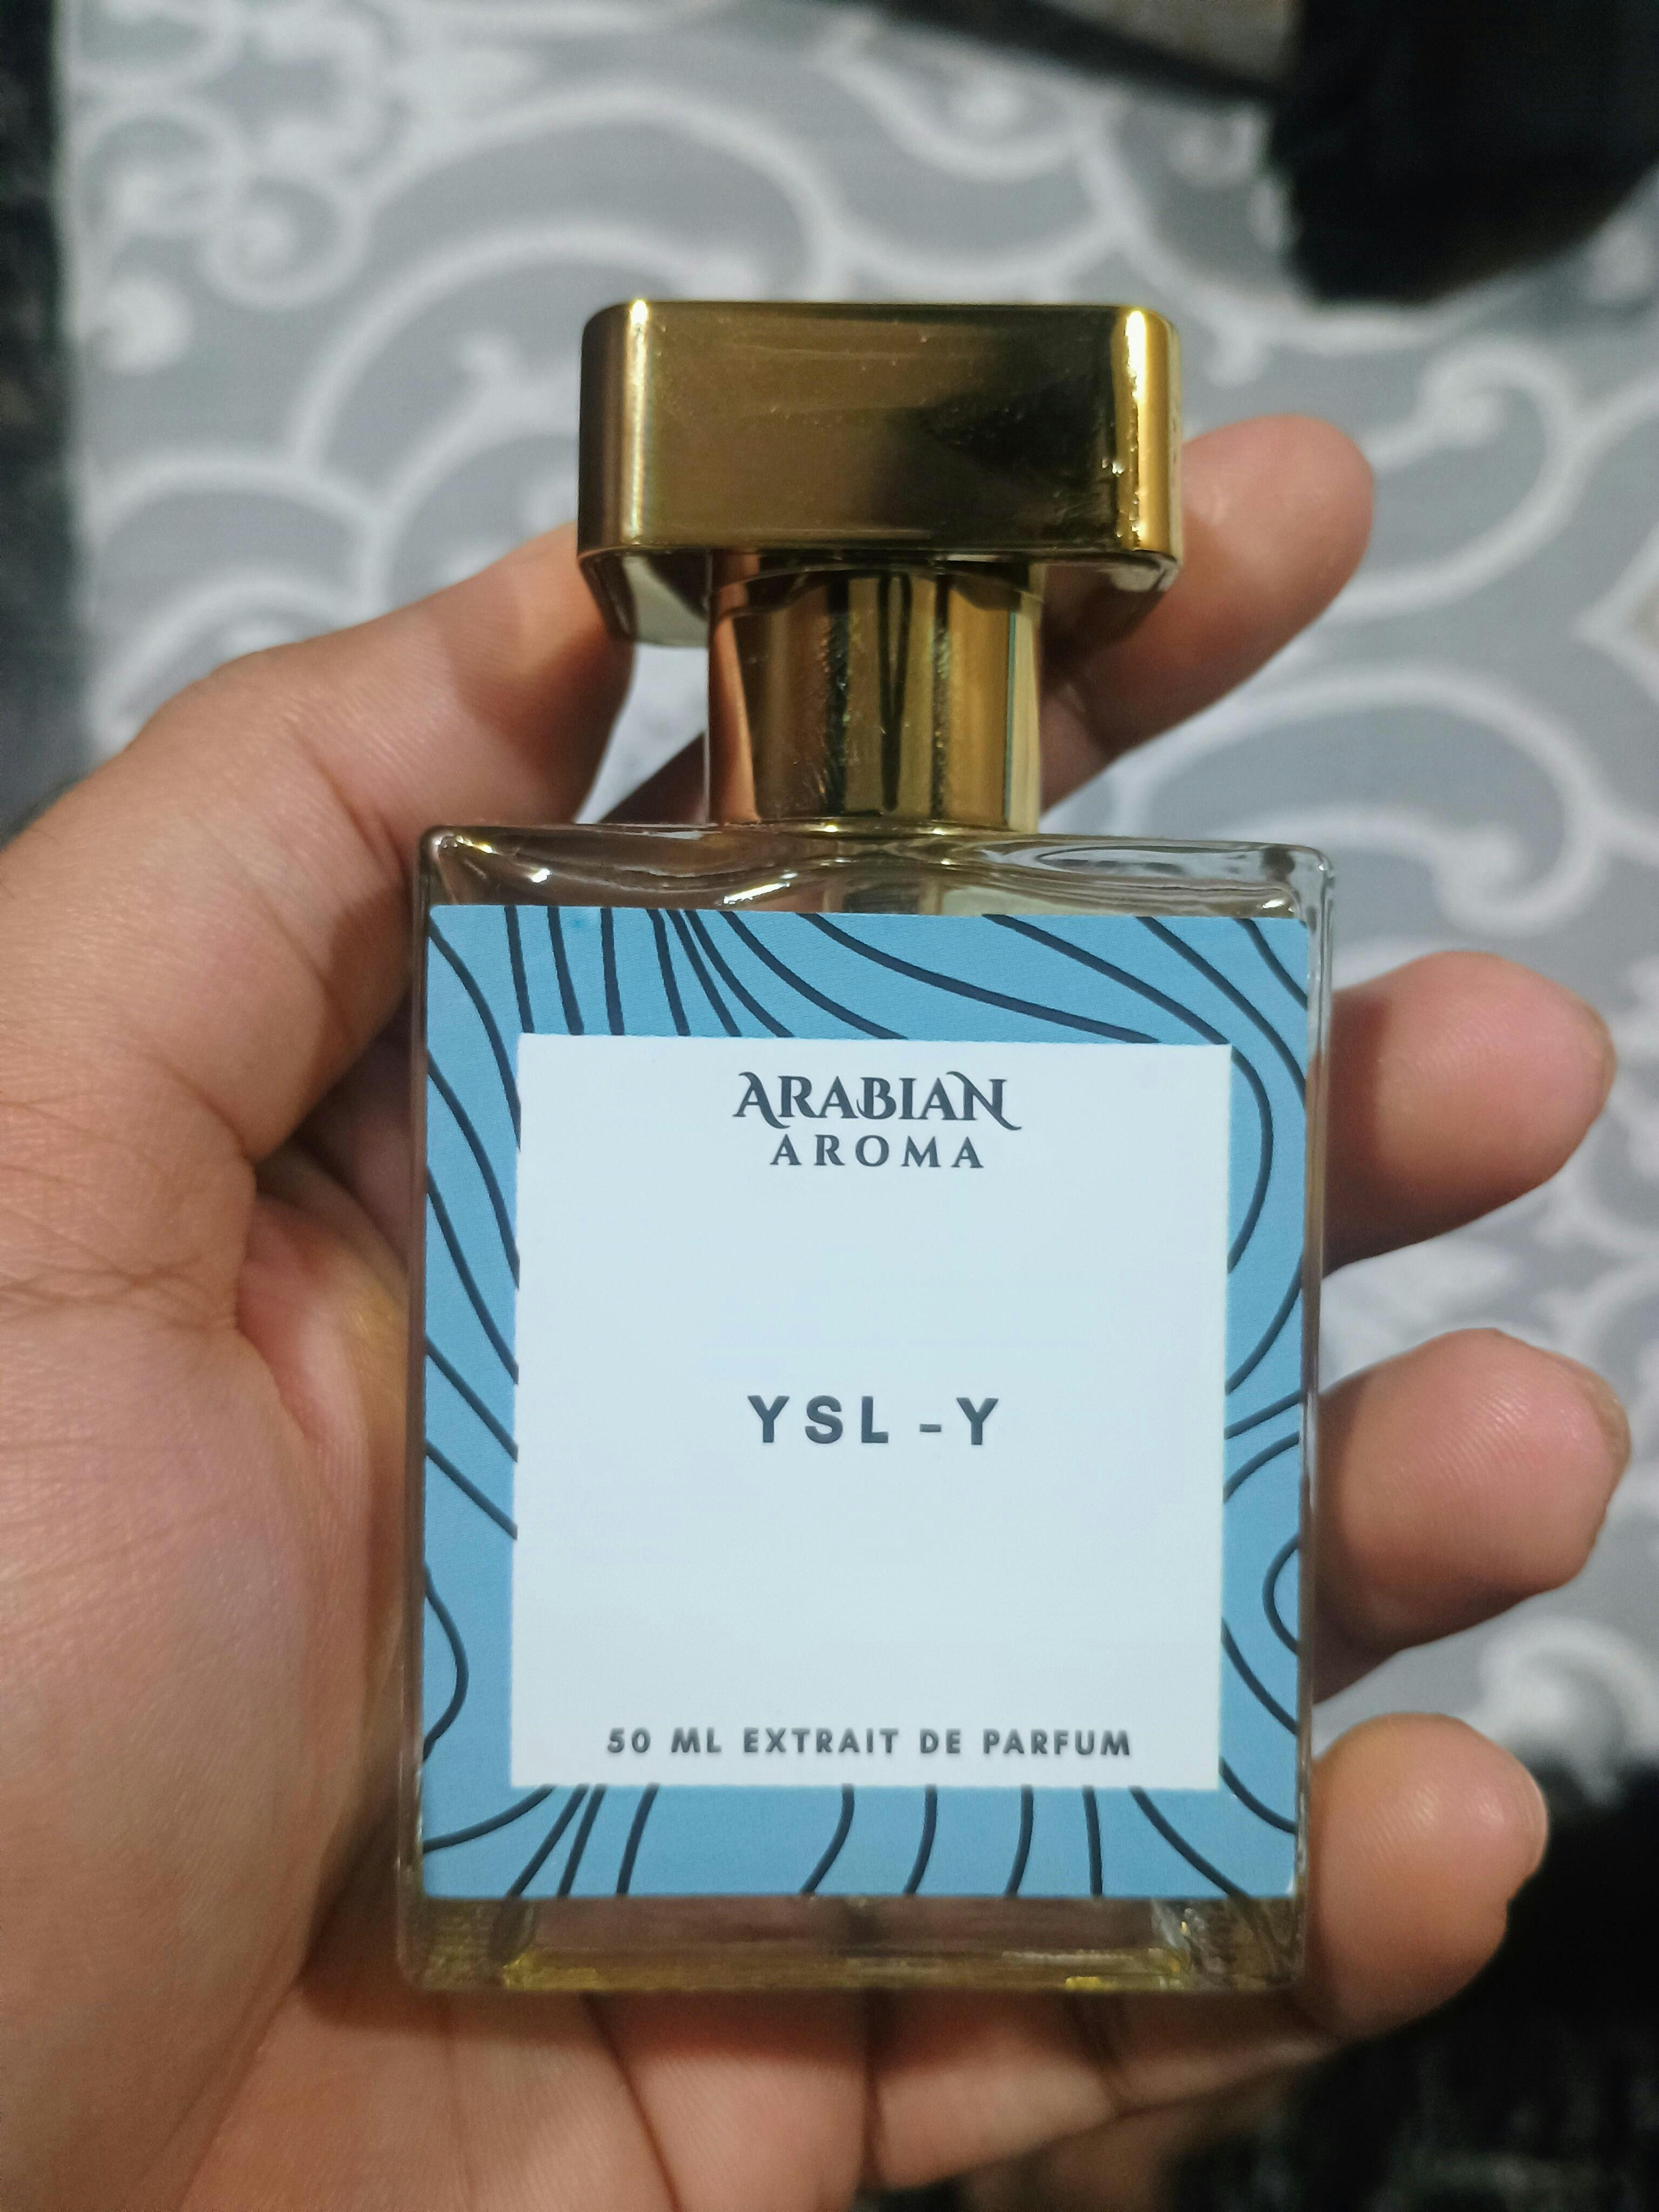 ARABIAN
AROMA
YSL -Y
50 ML EXTRAIT DE PARFUM